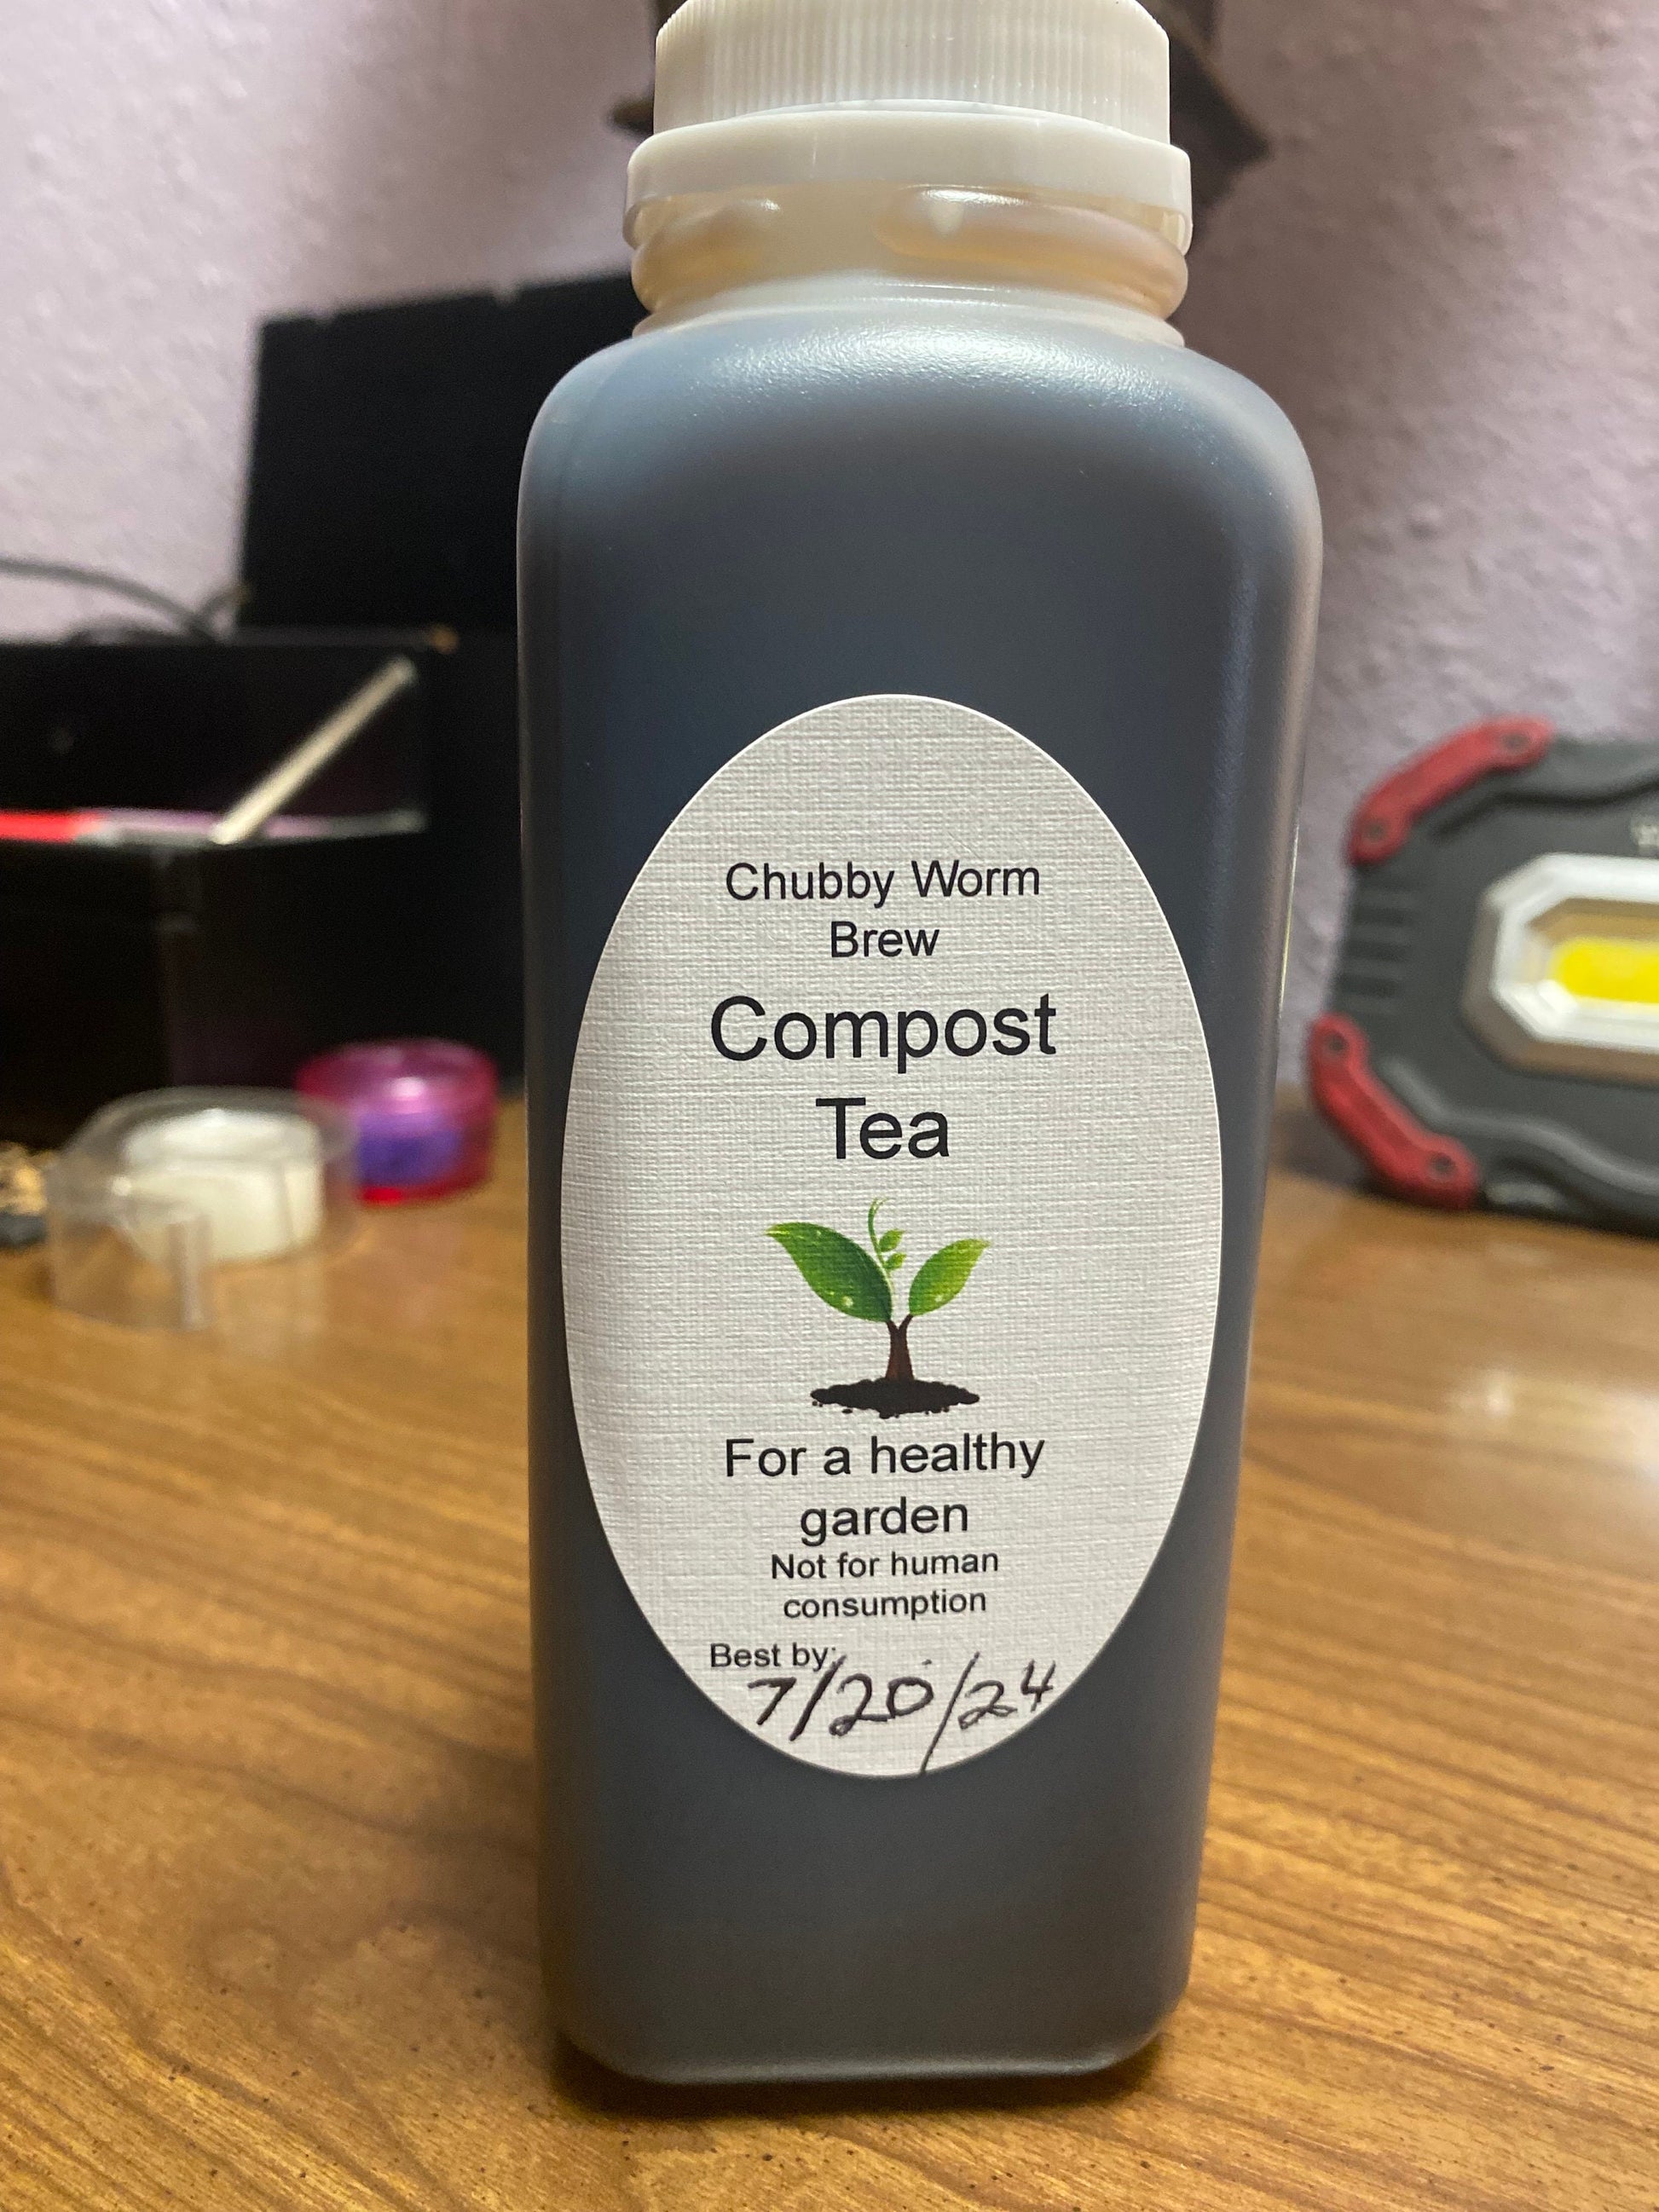 Chubby Worm
Brew
Compost
Tea
For a healthy
garden
Not for human
consumption
Best by:
7/20/24